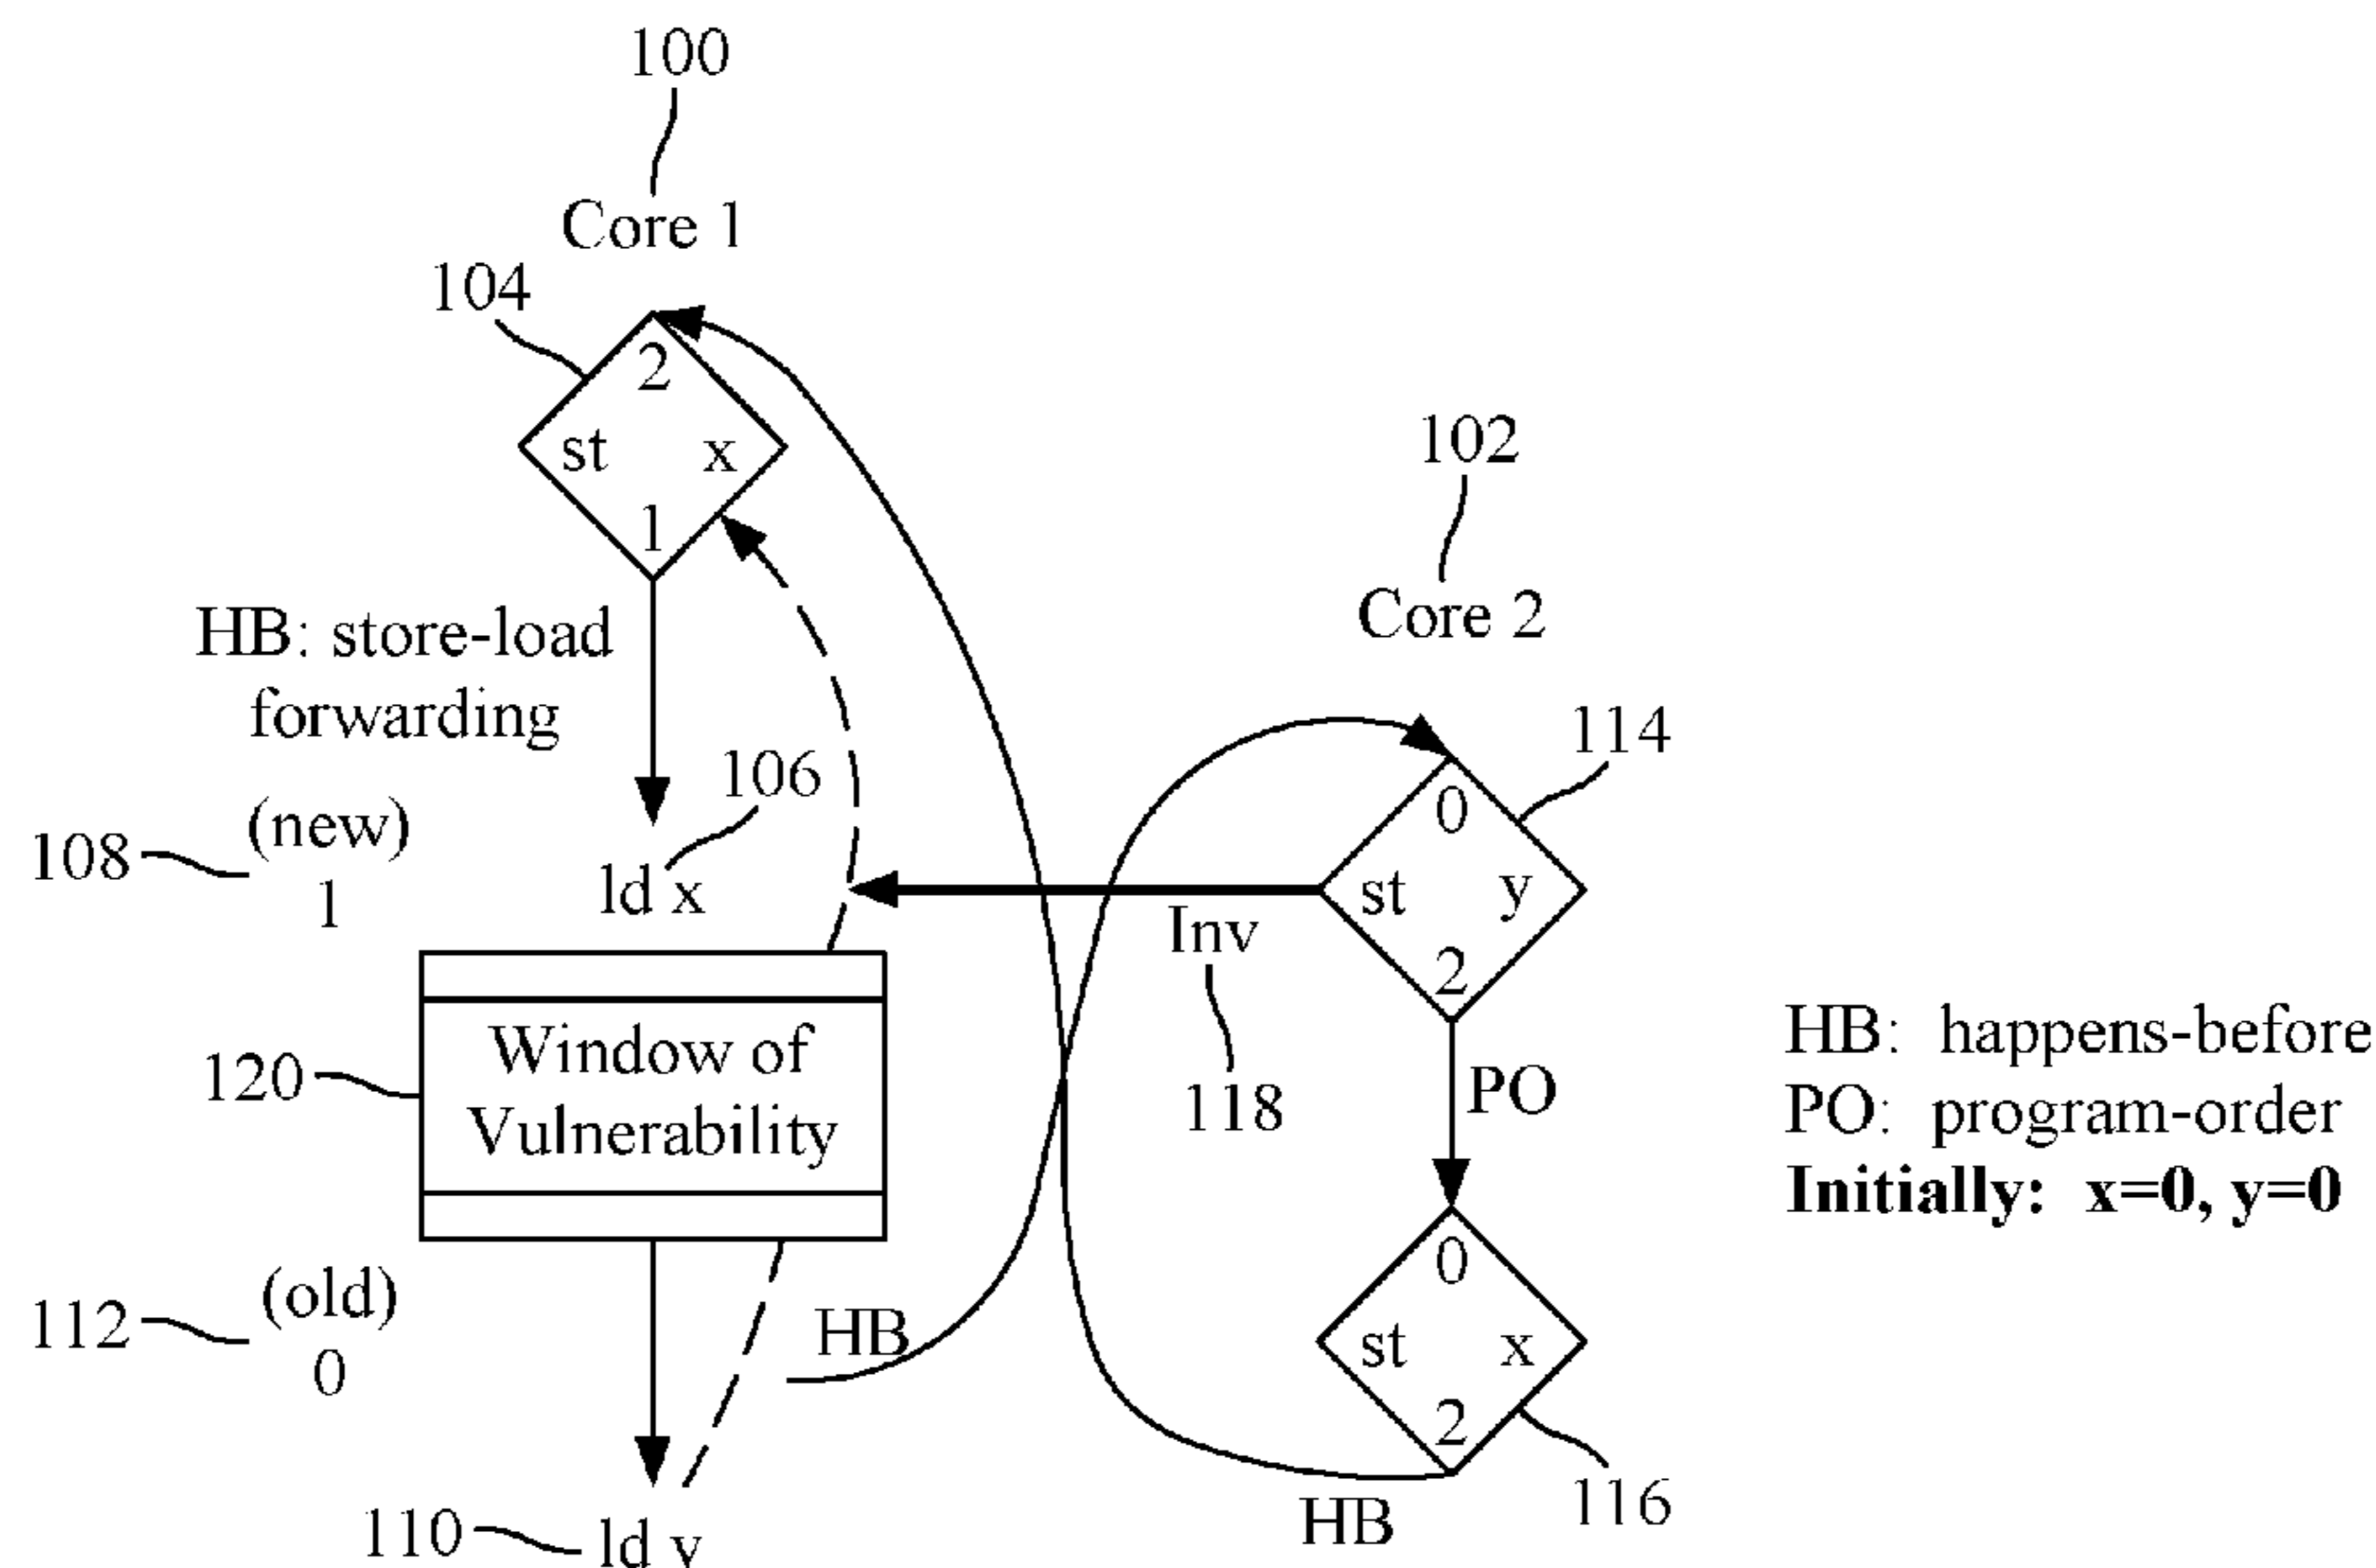 100
Core 1
104
2
st x
1
HB: store-load
forwarding
106
108
(new)
1
ld x
120
Window of
Vulnerability
112
(old)
0
HB
110
ld y
102
Core 2
114
0
st y
2
Inv
118
PO
0
st x
2
116
HB
HB: happens-before
PO: program-order
Initially: x=0, y=0